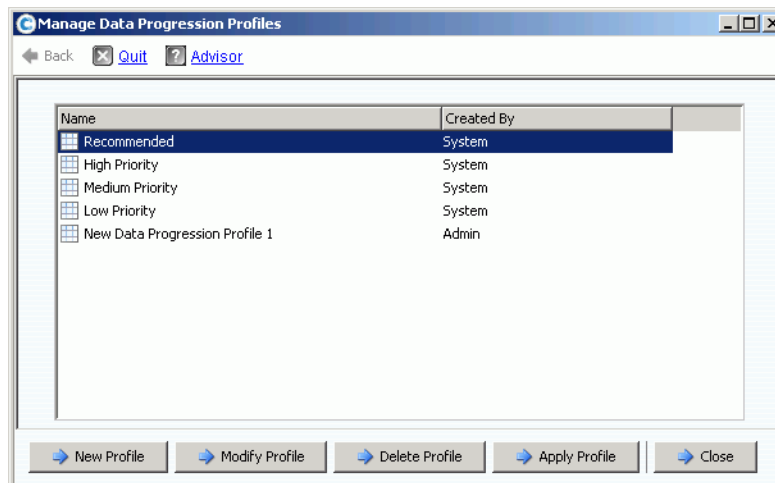 Manage Data Progression Profiles
Back Quit Advisor
Name Created By
Recommended System
High Priority System
Medium Priority System
Low Priority System
New Data Progression Profile 1 Admin
New Profile Modify Profile Delete Profile Apply Profile Close